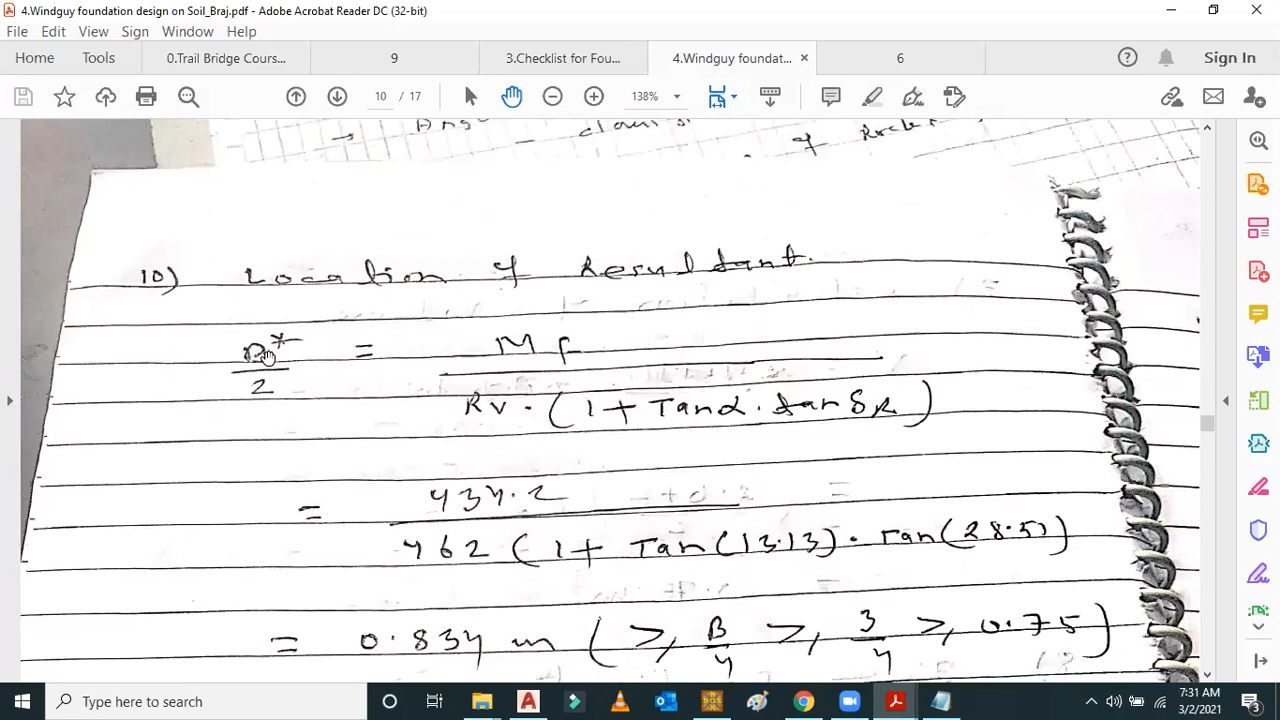 4.Windguy foundation design on Soil_Braj.pdf - Adobe Acrobat Reader DC (32-bit)
File Edit View Sign Window Help
Home Tools 0.Trail Bridge Cours... 9 3.Checklist for Fou... 4.Windguy foundat... × 6 Sign In
10 / 17 138%
10) Location of Resultant.
B*/2 = Mf / Rv · (1 + Tanα · tan δR)
= 434.2 / 462 (1 + Tan(13.13) · Tan(28.5))
= 0.834 m ( >, B/4 >, 3/4 >, 0.75 )
Type here to search
7:31 AM
3/2/2021